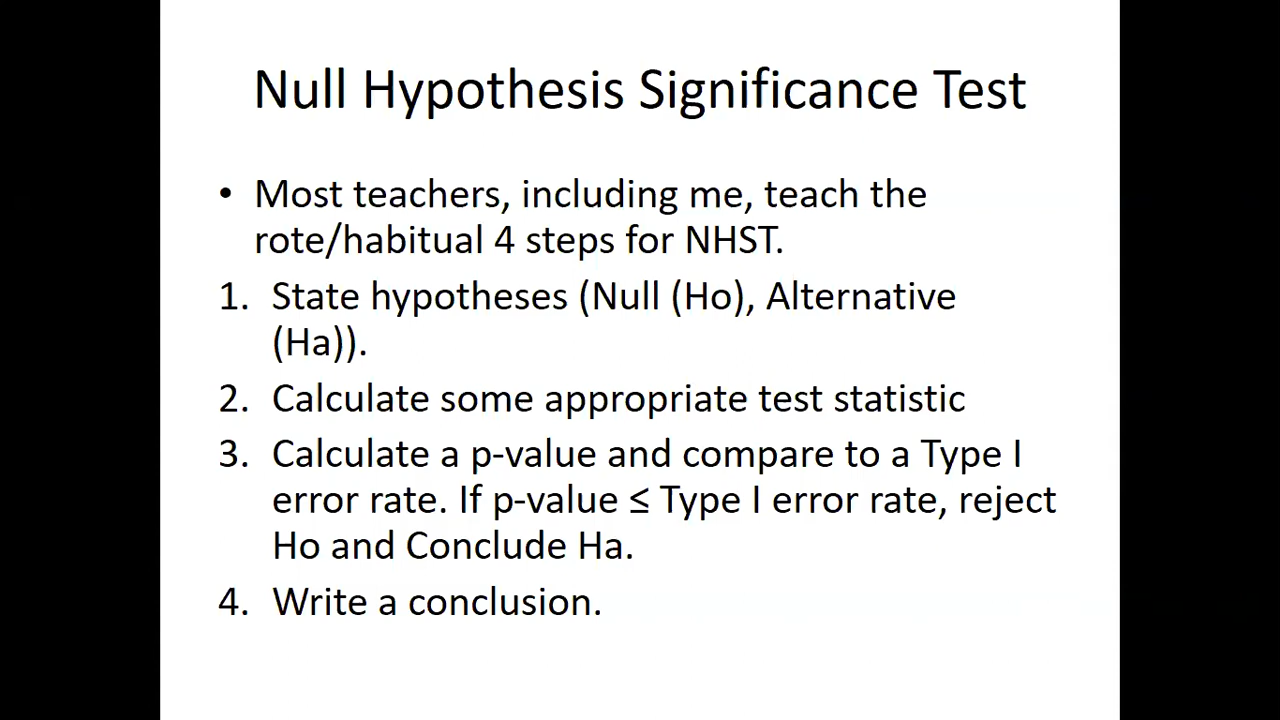 Null Hypothesis Significance Test
• Most teachers, including me, teach the
rote/habitual 4 steps for NHST.
1. State hypotheses (Null (Ho), Alternative
(Ha)).
2. Calculate some appropriate test statistic
3. Calculate a p-value and compare to a Type I
error rate. If p-value ≤ Type I error rate, reject
Ho and Conclude Ha.
4. Write a conclusion.